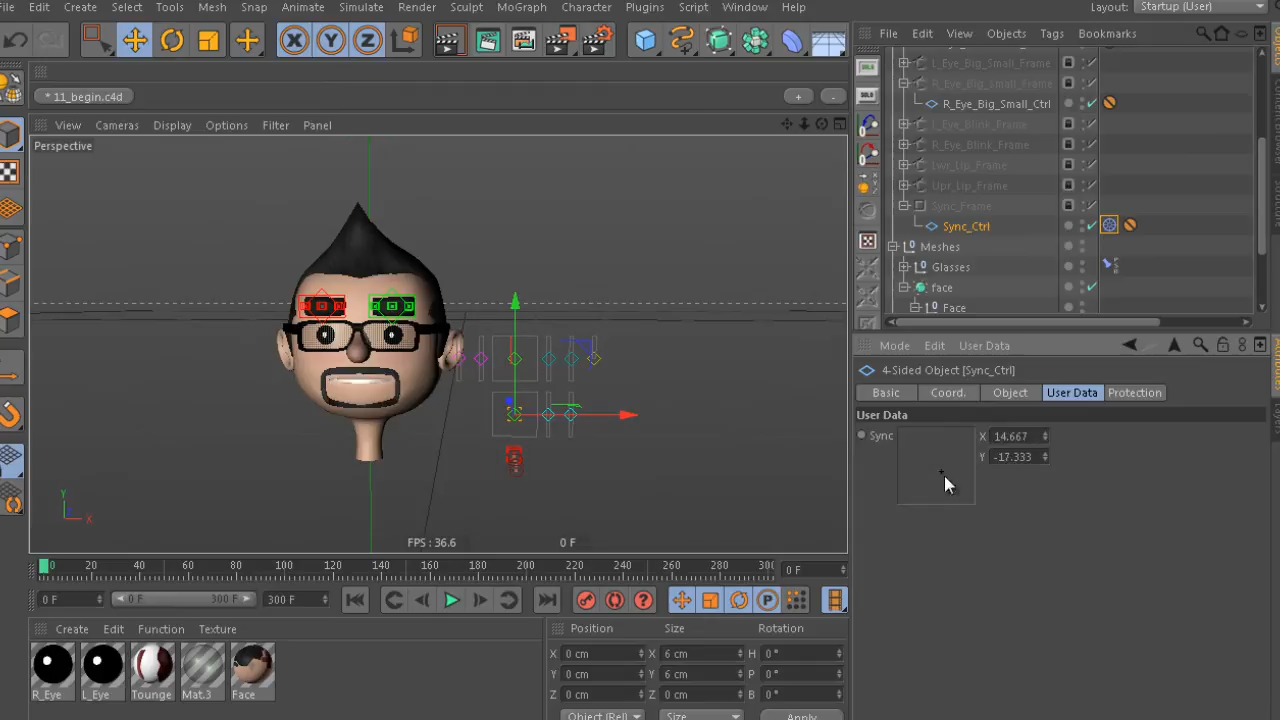 File Edit Create Select Tools Mesh Snap Animate Simulate Render Sculpt MoGraph Character Plugins Script Window Help Layout: Startup (User)
File Edit View Objects Tags Bookmarks
L_Eye_Big_Small_Frame
R_Eye_Big_Small_Frame
* 11_begin.c4d
R_Eye_Big_Small_Ctrl
View Cameras Display Options Filter Panel
L_Eye_Blink_Frame
Perspective
R_Eye_Blink_Frame
Lwr_Lip_Frame
Upr_Lip_Frame
Sync_Frame
Sync_Ctrl
Meshes
Glasses
face
Face
Mode Edit User Data
4-Sided Object [Sync_Ctrl]
Basic Coord. Object User Data Protection
User Data
Sync X 14.667
Y -17.333
Y
X
FPS : 36.6 0 F
0 20 40 60 80 100 120 140 160 180 200 220 240 260 280 300 0 F
0 F 0 F 300 F 300 F
Create Edit Function Texture
Position Size Rotation
X 0 cm X 6 cm H 0 °
Y 0 cm Y 6 cm P 0 °
Z 0 cm Z 0 cm B 0 °
R_Eye L_Eye Tounge Mat.3 Face
Object (Rel) Size Apply